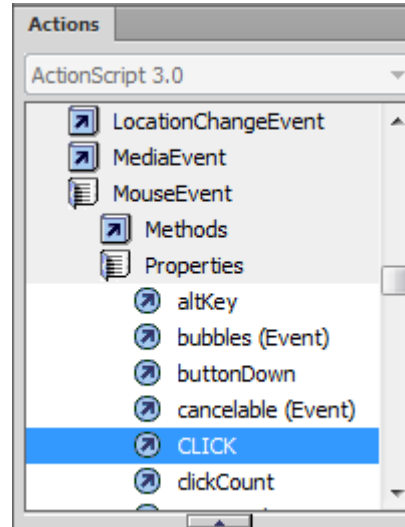 Actions
ActionScript 3.0
LocationChangeEvent
MediaEvent
MouseEvent
Methods
Properties
altKey
bubbles (Event)
buttonDown
cancelable (Event)
CLICK
clickCount